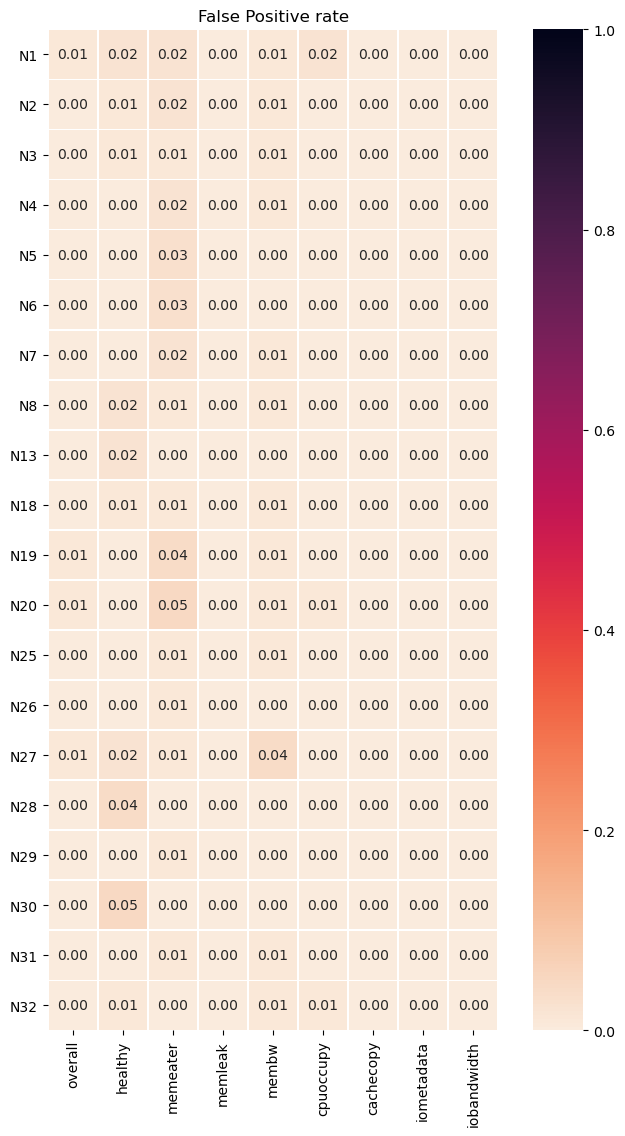 False Positive rate
N1 0.01 0.02 0.02 0.00 0.01 0.02 0.00 0.00 0.00
N2 0.00 0.01 0.02 0.00 0.01 0.00 0.00 0.00 0.00
N3 0.00 0.01 0.01 0.00 0.01 0.00 0.00 0.00 0.00
N4 0.00 0.00 0.02 0.00 0.01 0.00 0.00 0.00 0.00
N5 0.00 0.00 0.03 0.00 0.00 0.00 0.00 0.00 0.00
N6 0.00 0.00 0.03 0.00 0.00 0.00 0.00 0.00 0.00
N7 0.00 0.00 0.02 0.00 0.01 0.00 0.00 0.00 0.00
N8 0.00 0.02 0.01 0.00 0.01 0.00 0.00 0.00 0.00
N13 0.00 0.02 0.00 0.00 0.00 0.00 0.00 0.00 0.00
N18 0.00 0.01 0.01 0.00 0.01 0.00 0.00 0.00 0.00
N19 0.01 0.00 0.04 0.00 0.01 0.00 0.00 0.00 0.00
N20 0.01 0.00 0.05 0.00 0.01 0.01 0.00 0.00 0.00
N25 0.00 0.00 0.01 0.00 0.01 0.00 0.00 0.00 0.00
N26 0.00 0.00 0.01 0.00 0.00 0.00 0.00 0.00 0.00
N27 0.01 0.02 0.01 0.00 0.04 0.00 0.00 0.00 0.00
N28 0.00 0.04 0.00 0.00 0.00 0.00 0.00 0.00 0.00
N29 0.00 0.00 0.01 0.00 0.00 0.00 0.00 0.00 0.00
N30 0.00 0.05 0.00 0.00 0.00 0.00 0.00 0.00 0.00
N31 0.00 0.00 0.01 0.00 0.01 0.00 0.00 0.00 0.00
N32 0.00 0.01 0.00 0.00 0.01 0.01 0.00 0.00 0.00
overall
healthy
memeater
memleak
membw
cpuoccupy
cachecopy
iometadata
iobandwidth
1.0
0.8
0.6
0.4
0.2
0.0